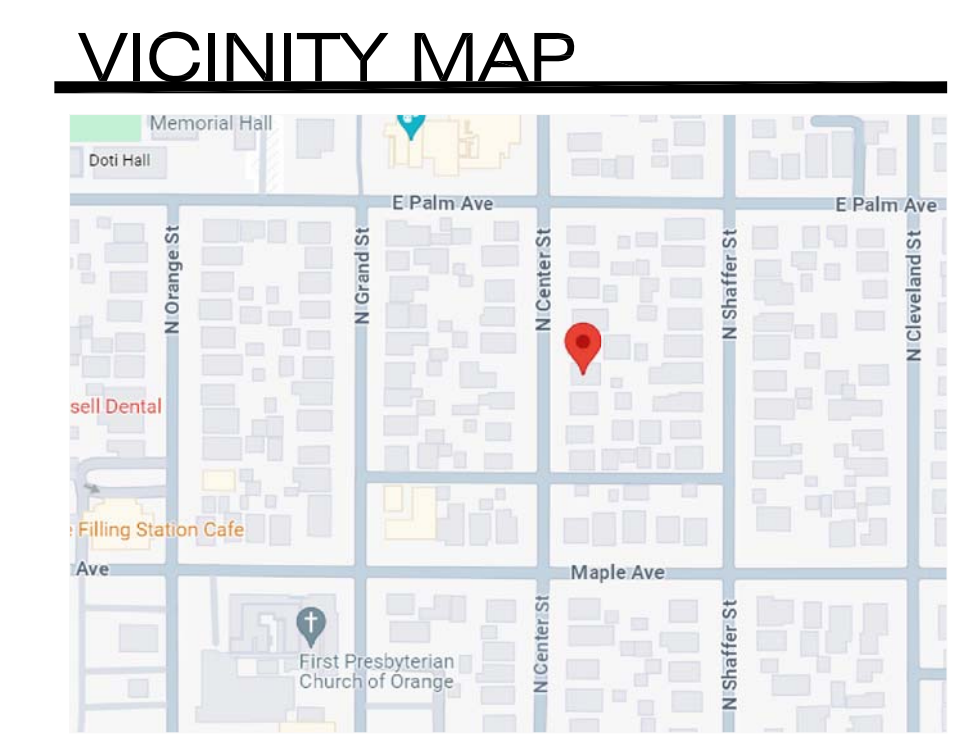 VICINITY MAP
Memorial Hall
Doti Hall
E Palm Ave
E Palm Ave
N Orange St
N Grand St
N Center St
N Shaffer St
N Cleveland St
sell Dental
Filling Station Cafe
Ave
Maple Ave
N Center St
N Shaffer St
First Presbyterian
Church of Orange